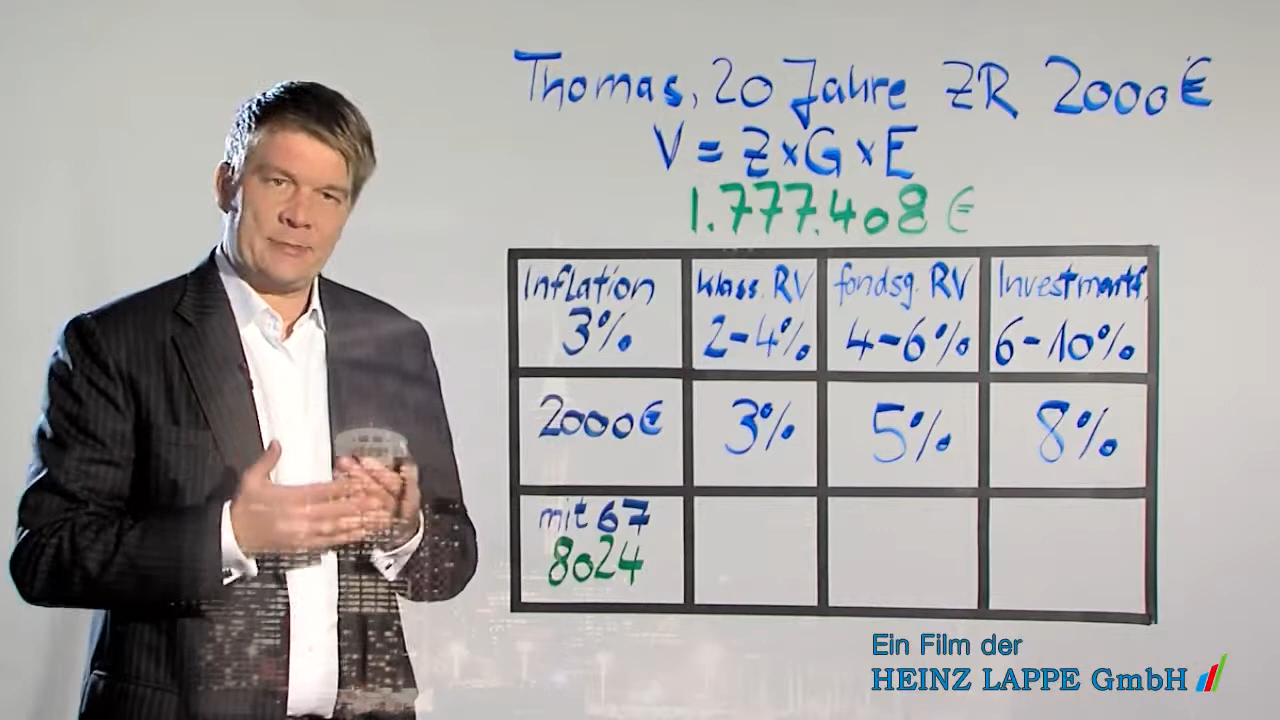 Thomas, 20 Jahre ZR 2000€
V = Z×G×E
1.777.408 €
Inflation 3%
klass. RV 2-4%
fondsg. RV 4-6%
Investmentf. 6-10%
2000€
3%
5%
8%
mit 67
8024
Ein Film der
HEINZ LAPPE GmbH